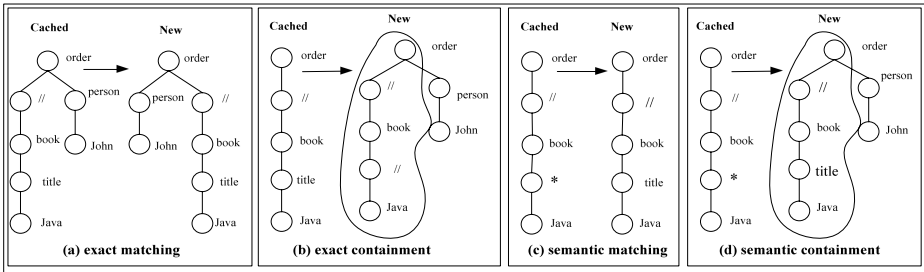 Cached
New
order
order
//
person
person
//
book
John
John
book
title
title
Java
Java
(a) exact matching
Cached
New
order
order
//
//
person
book
book
John
title
//
Java
Java
(b) exact containment
Cached
New
order
order
//
//
book
book
*
title
Java
Java
(c) semantic matching
Cached
New
order
order
//
//
person
book
book
John
*
title
Java
Java
(d) semantic containment